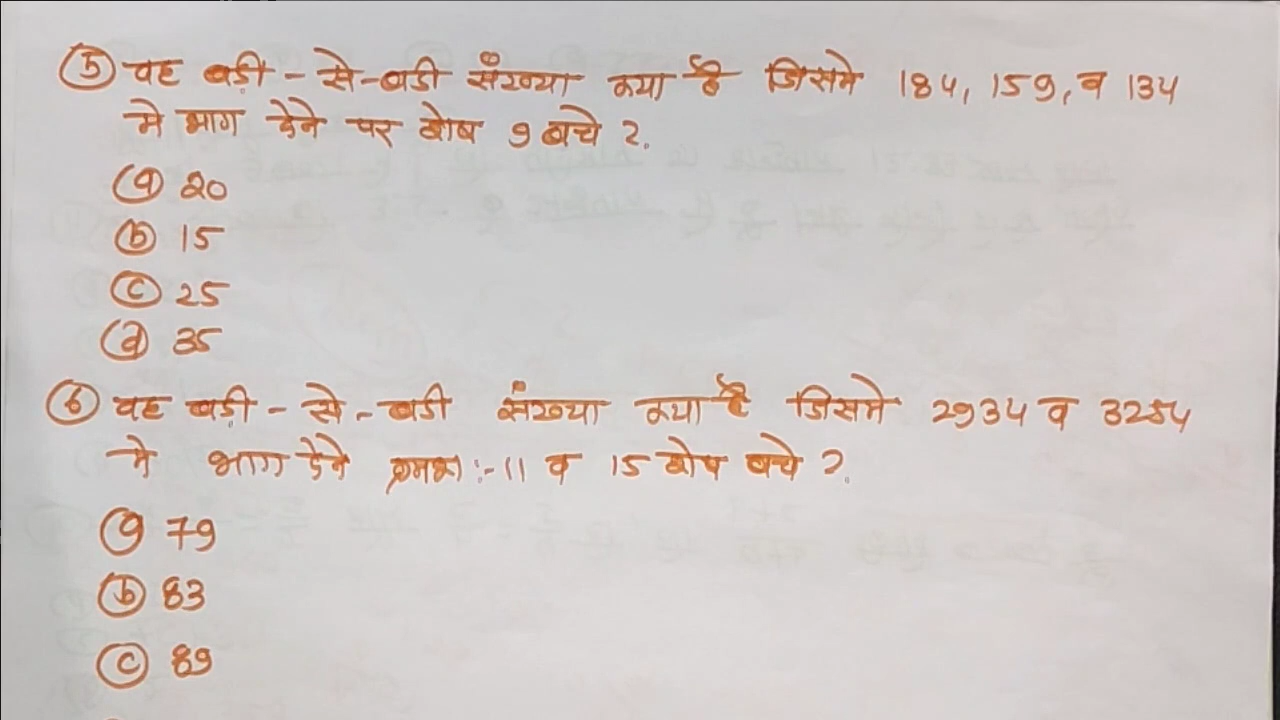 ⑤ वह बड़ी - से - बडी संख्या क्या है जिसमे 184, 159, व 134
मे भाग देने पर शेष 9 बचे ?.
ⓐ 20
ⓑ 15
ⓒ 25
ⓓ 35
⑥ वह बड़ी - से - बडी संख्या क्या है जिसमे 2934 व 3254
मे भाग देने क्रमश :- 11 व 15 शेष बचे ?.
ⓐ 79
ⓑ 83
ⓒ 89